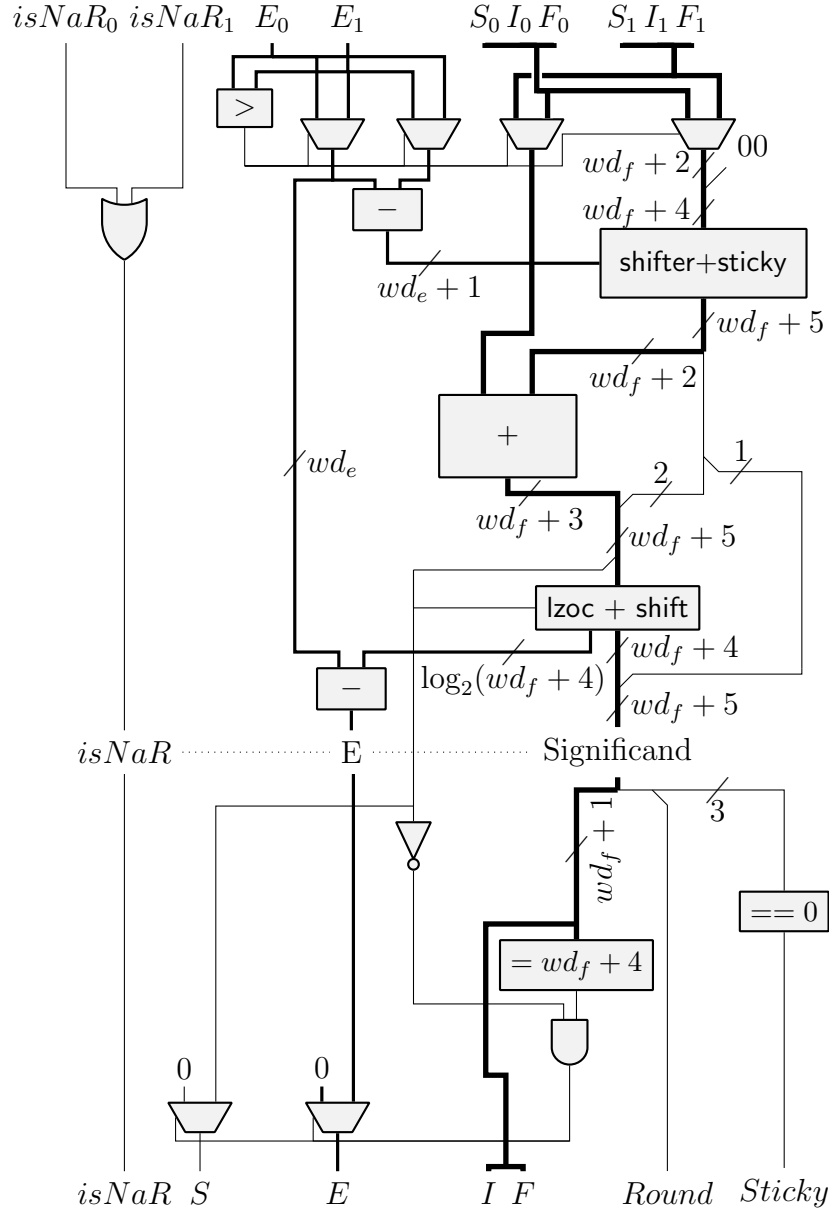 isNaR₀ isNaR₁ E₀ E₁ S₀ I₀ F₀ S₁ I₁ F₁
>
00
wd_f + 2
−
wd_f + 4
shifter+sticky
wd_e + 1
wd_f + 5
wd_f + 2
+
1
wd_e
2
wd_f + 3
wd_f + 5
lzoc + shift
wd_f + 4
log₂(wd_f + 4)
−
wd_f + 5
isNaR E Significand
3
wd_f + 1
== 0
= wd_f + 4
0 0
isNaR S E I F Round Sticky